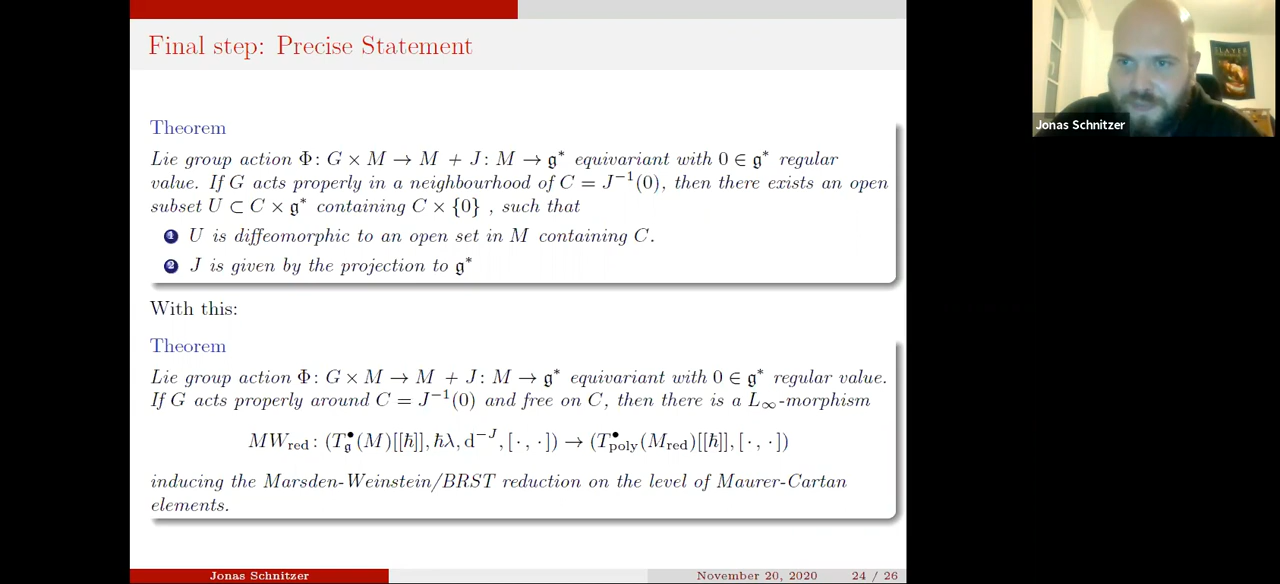 Final step: Precise Statement
Theorem
Lie group action Φ: G × M → M + J: M → 𝔤* equivariant with 0 ∈ 𝔤* regular
value. If G acts properly in a neighbourhood of C = J⁻¹(0), then there exists an open
subset U ⊂ C × 𝔤* containing C × {0} , such that
1 U is diffeomorphic to an open set in M containing C.
2 J is given by the projection to 𝔤*
With this:
Theorem
Lie group action Φ: G × M → M + J: M → 𝔤* equivariant with 0 ∈ 𝔤* regular value.
If G acts properly around C = J⁻¹(0) and free on C, then there is a L∞-morphism
MW_red: (T_𝔤^•(M)[[ℏ]], ℏλ, d^{-J}, [·, ·]) → (T_poly^•(M_red)[[ℏ]], [·, ·])
inducing the Marsden-Weinstein/BRST reduction on the level of Maurer-Cartan
elements.
Jonas Schnitzer November 20, 2020 24 / 26
SLAYER
Jonas Schnitzer